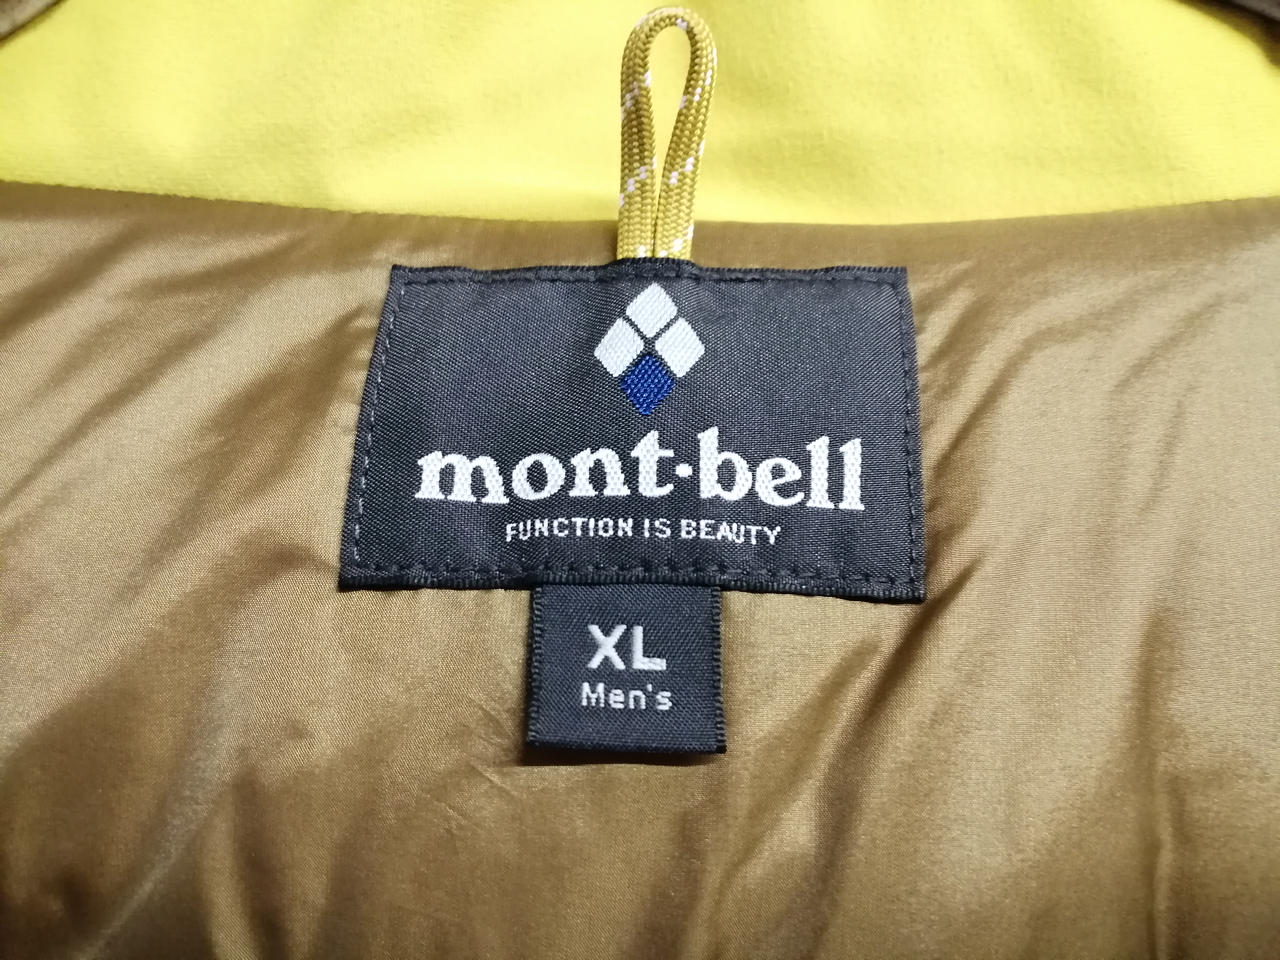 mont-bell
FUNCTION IS BEAUTY
XL
Men's